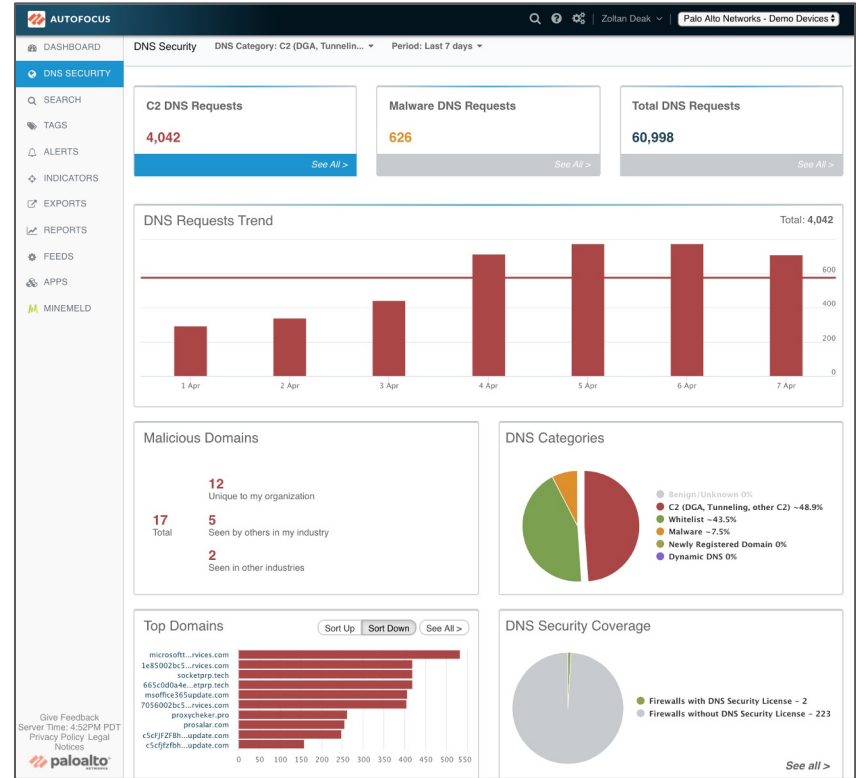 AUTOFOCUS
Zoltan Deak
Palo Alto Networks - Demo Devices
DASHBOARD
DNS SECURITY
SEARCH
TAGS
ALERTS
INDICATORS
EXPORTS
REPORTS
FEEDS
APPS
MINEMELD
DNS Security DNS Category: C2 (DGA, Tunnelin... Period: Last 7 days
C2 DNS Requests
4,042
See All >
Malware DNS Requests
626
See All >
Total DNS Requests
60,998
See All >
DNS Requests Trend
Total: 4,042
600
400
200
0
1 Apr 2 Apr 3 Apr 4 Apr 5 Apr 6 Apr 7 Apr
Malicious Domains
17
Total
12
Unique to my organization
5
Seen by others in my industry
2
Seen in other industries
DNS Categories
Benign/Unknown 0%
C2 (DGA, Tunneling, other C2) ~48.9%
Whitelist ~43.5%
Malware ~7.5%
Newly Registered Domain 0%
Dynamic DNS 0%
Top Domains
Sort Up Sort Down See All >
microsoftt...rvices.com
1e85002bc5...rvices.com
socketprp.tech
665c0d0a4e...etprp.tech
msoffice365update.com
7056002bc5...rvices.com
proxycheker.pro
prosalar.com
c5cFJFZFBh...update.com
c5cfjfzfbh...update.com
0 50 100 150 200 250 300 350 400 450 500 550
DNS Security Coverage
Firewalls with DNS Security License - 2
Firewalls without DNS Security License - 223
See all >
Give Feedback
Server Time: 4:52PM PDT
Privacy Policy Legal
Notices
paloalto
NETWORKS